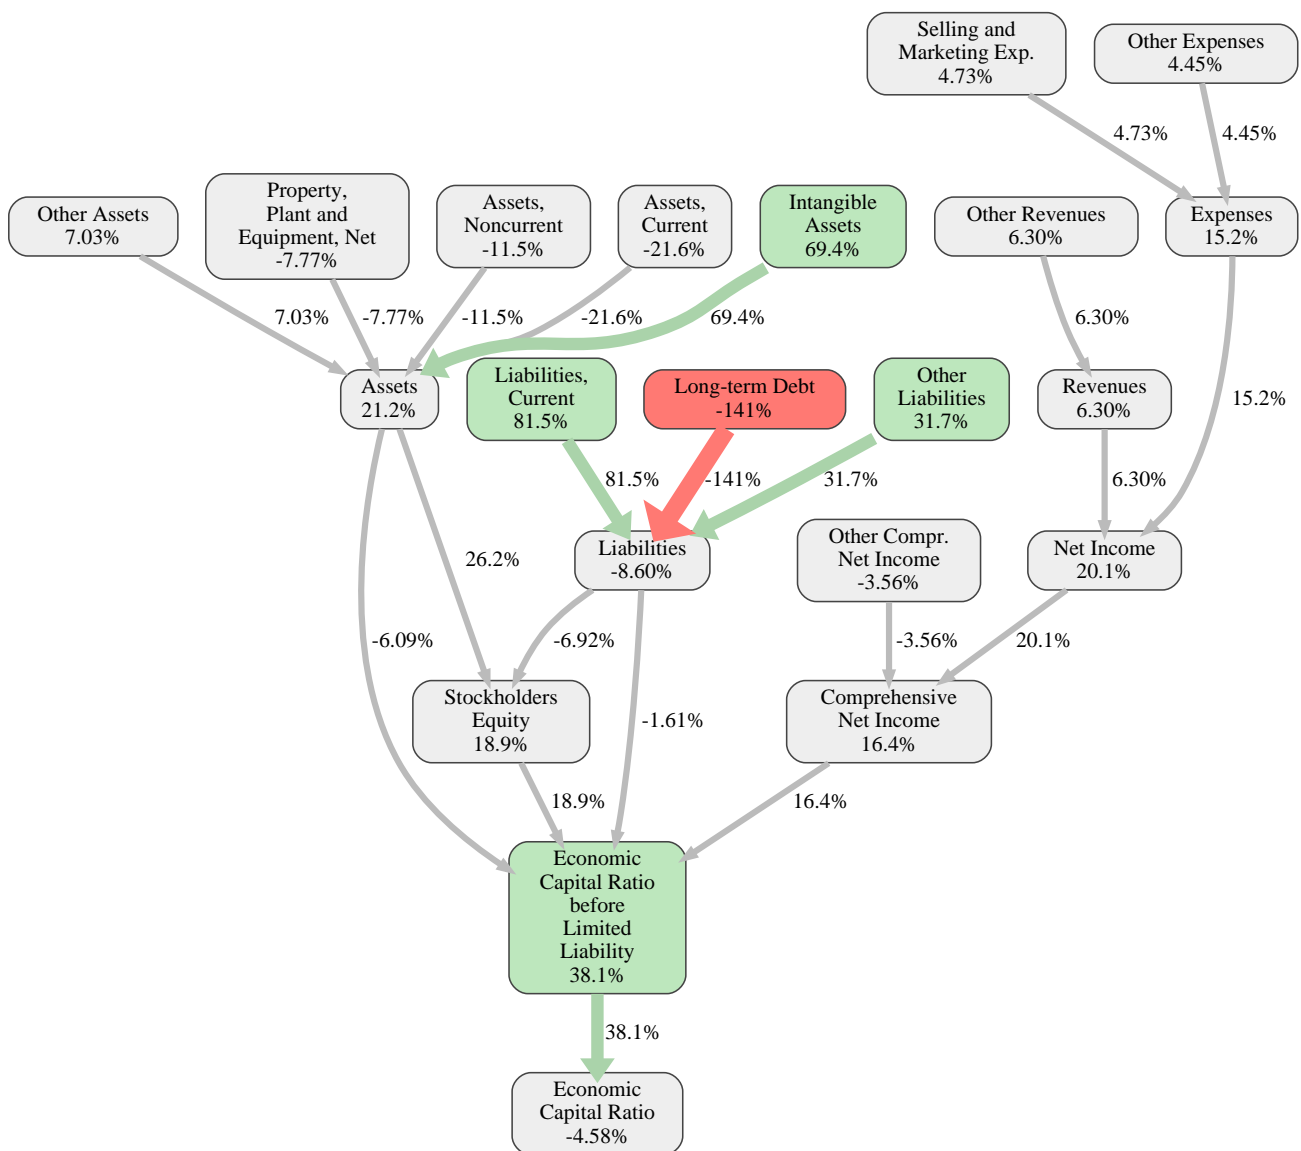 Selling and
Marketing Exp.
4.73%
Other Expenses
4.45%
4.73%
4.45%
Other Assets
7.03%
Property,
Plant and
Equipment, Net
-7.77%
Assets,
Noncurrent
-11.5%
Assets,
Current
-21.6%
Intangible
Assets
69.4%
Other Revenues
6.30%
Expenses
15.2%
7.03%
-7.77%
-11.5%
-21.6%
69.4%
6.30%
15.2%
Assets
21.2%
Liabilities,
Current
81.5%
Long-term Debt
-141%
Other
Liabilities
31.7%
Revenues
6.30%
81.5%
-141%
31.7%
6.30%
26.2%
Liabilities
-8.60%
Other Compr.
Net Income
-3.56%
Net Income
20.1%
-6.09%
-6.92%
-3.56%
20.1%
Stockholders
Equity
18.9%
-1.61%
Comprehensive
Net Income
16.4%
18.9%
16.4%
Economic
Capital Ratio
before
Limited
Liability
38.1%
38.1%
Economic
Capital Ratio
-4.58%